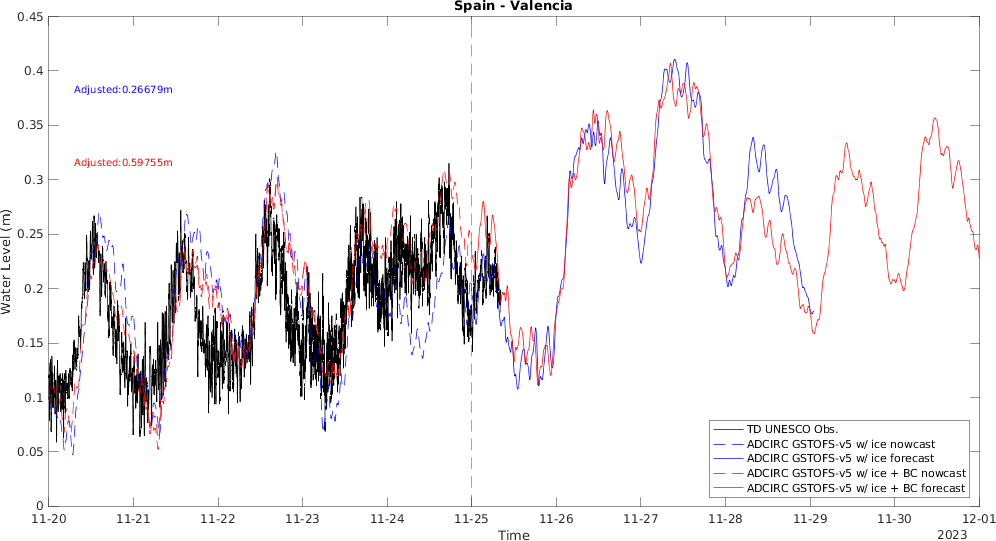 Spain - Valencia
0.45
0.4
0.35
0.3
0.25
0.2
0.15
0.1
0.05
0
Water Level (m)
Adjusted:0.26679m
Adjusted:0.59755m
TD UNESCO Obs.
ADCIRC GSTOFS-v5 w/ ice nowcast
ADCIRC GSTOFS-v5 w/ ice forecast
ADCIRC GSTOFS-v5 w/ ice + BC nowcast
ADCIRC GSTOFS-v5 w/ ice + BC forecast
11-20 11-21 11-22 11-23 11-24 11-25 11-26 11-27 11-28 11-29 11-30 12-01
Time
2023